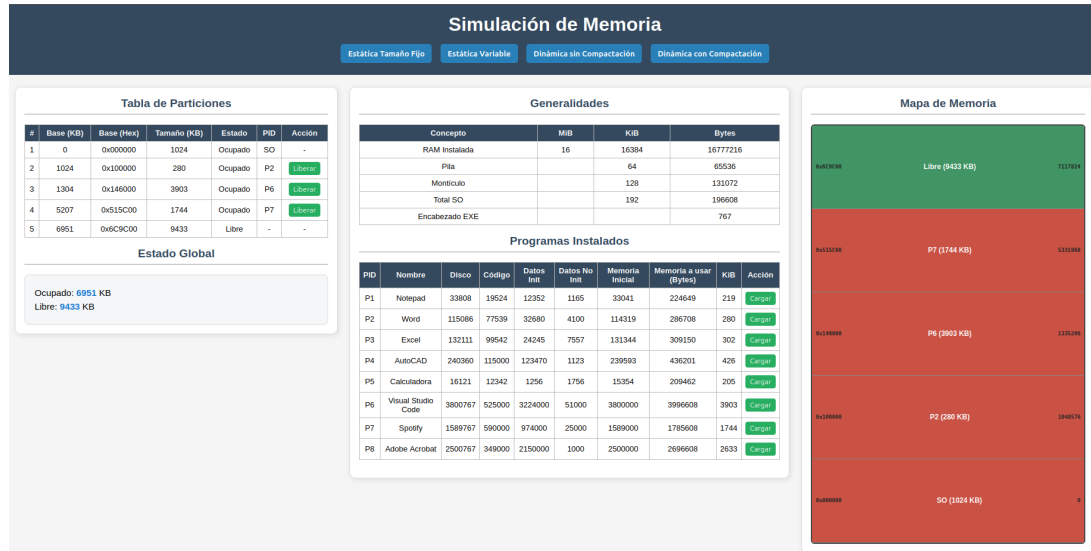 Simulación de Memoria
Estática Tamaño Fijo Estática Variable Dinámica sin Compactación Dinámica con Compactación
Tabla de Particiones
# Base (KB) Base (Hex) Tamaño (KB) Estado PID Acción
1 0 0x000000 1024 Ocupado SO -
2 1024 0x100000 280 Ocupado P2 Liberar
3 1304 0x146000 3903 Ocupado P6 Liberar
4 5207 0x515C00 1744 Ocupado P7 Liberar
5 6951 0x6C9C00 9433 Libre - -
Estado Global
Ocupado: 6951 KB
Libre: 9433 KB
Generalidades
Concepto MiB KiB Bytes
RAM Instalada 16 16384 16777216
Pila 64 65536
Montículo 128 131072
Total SO 192 196608
Encabezado EXE 767
Programas Instalados
PID Nombre Disco Código Datos Init Datos No Init Memoria Inicial Memoria a usar (Bytes) KiB Acción
P1 Notepad 33808 19524 12352 1165 33041 224649 219 Cargar
P2 Word 115086 77539 32680 4100 114319 286708 280 Cargar
P3 Excel 132111 99542 24245 7557 131344 309150 302 Cargar
P4 AutoCAD 240360 115000 123470 1123 239593 436201 426 Cargar
P5 Calculadora 16121 12342 1256 1756 15354 209462 205 Cargar
P6 Visual Studio Code 3800767 525000 3224000 51000 3800000 3996608 3903 Cargar
P7 Spotify 1589767 590000 974000 25000 1589000 1785608 1744 Cargar
P8 Adobe Acrobat 2500767 349000 2150000 1000 2500000 2696608 2633 Cargar
Mapa de Memoria
0x6C9C00 Libre (9433 KB) 7117824
0x515C00 P7 (1744 KB) 5331968
0x146000 P6 (3903 KB) 1335296
0x100000 P2 (280 KB) 1048576
0x000000 SO (1024 KB) 0